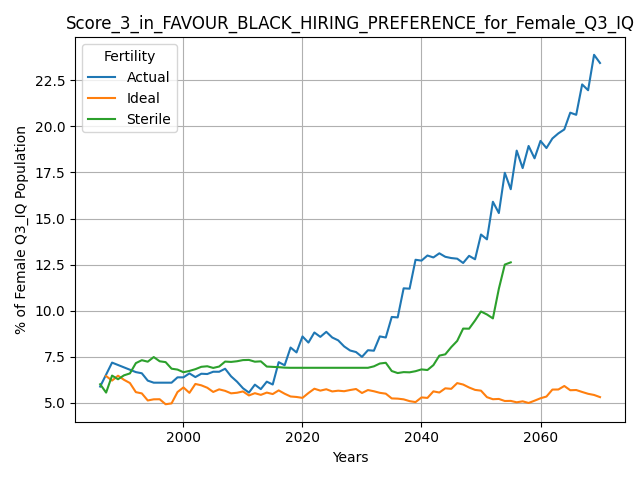 Score_3_in_FAVOUR_BLACK_HIRING_PREFERENCE_for_Female_Q3_IQ
Fertility
Actual
Ideal
Sterile
% of Female Q3_IQ Population
22.5
20.0
17.5
15.0
12.5
10.0
7.5
5.0
2000
2020
2040
2060
Years